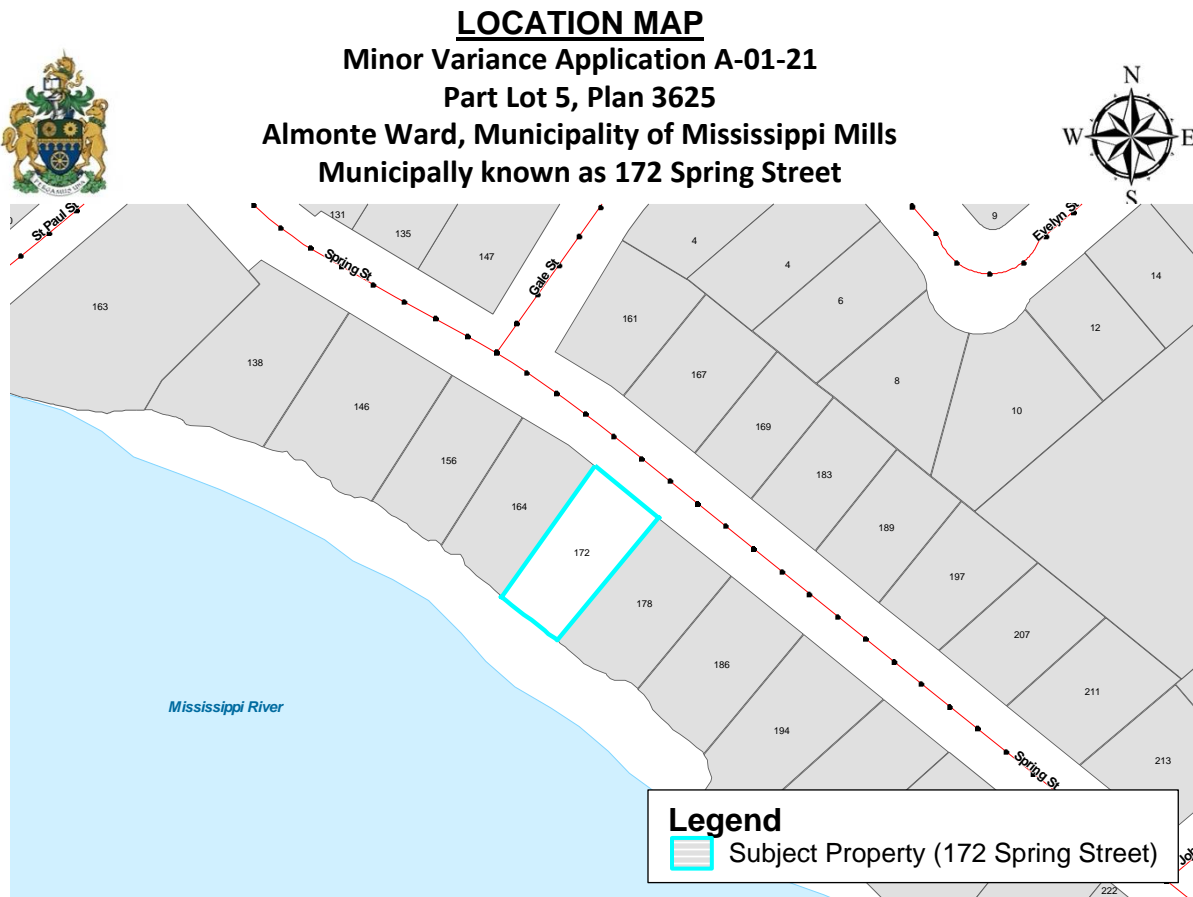 LOCATION MAP
Minor Variance Application A-01-21
Part Lot 5, Plan 3625
Almonte Ward, Municipality of Mississippi Mills
Municipally known as 172 Spring Street
N
W E
S
St Paul St
131
135
147
Spring St
Gale St
9
Evelyn St
4
4
6
14
12
163
138
161
167
8
10
146
169
156
183
164
189
172
197
178
207
186
211
194
213
Mississippi River
Spring St
Legend
Subject Property (172 Spring Street)
222